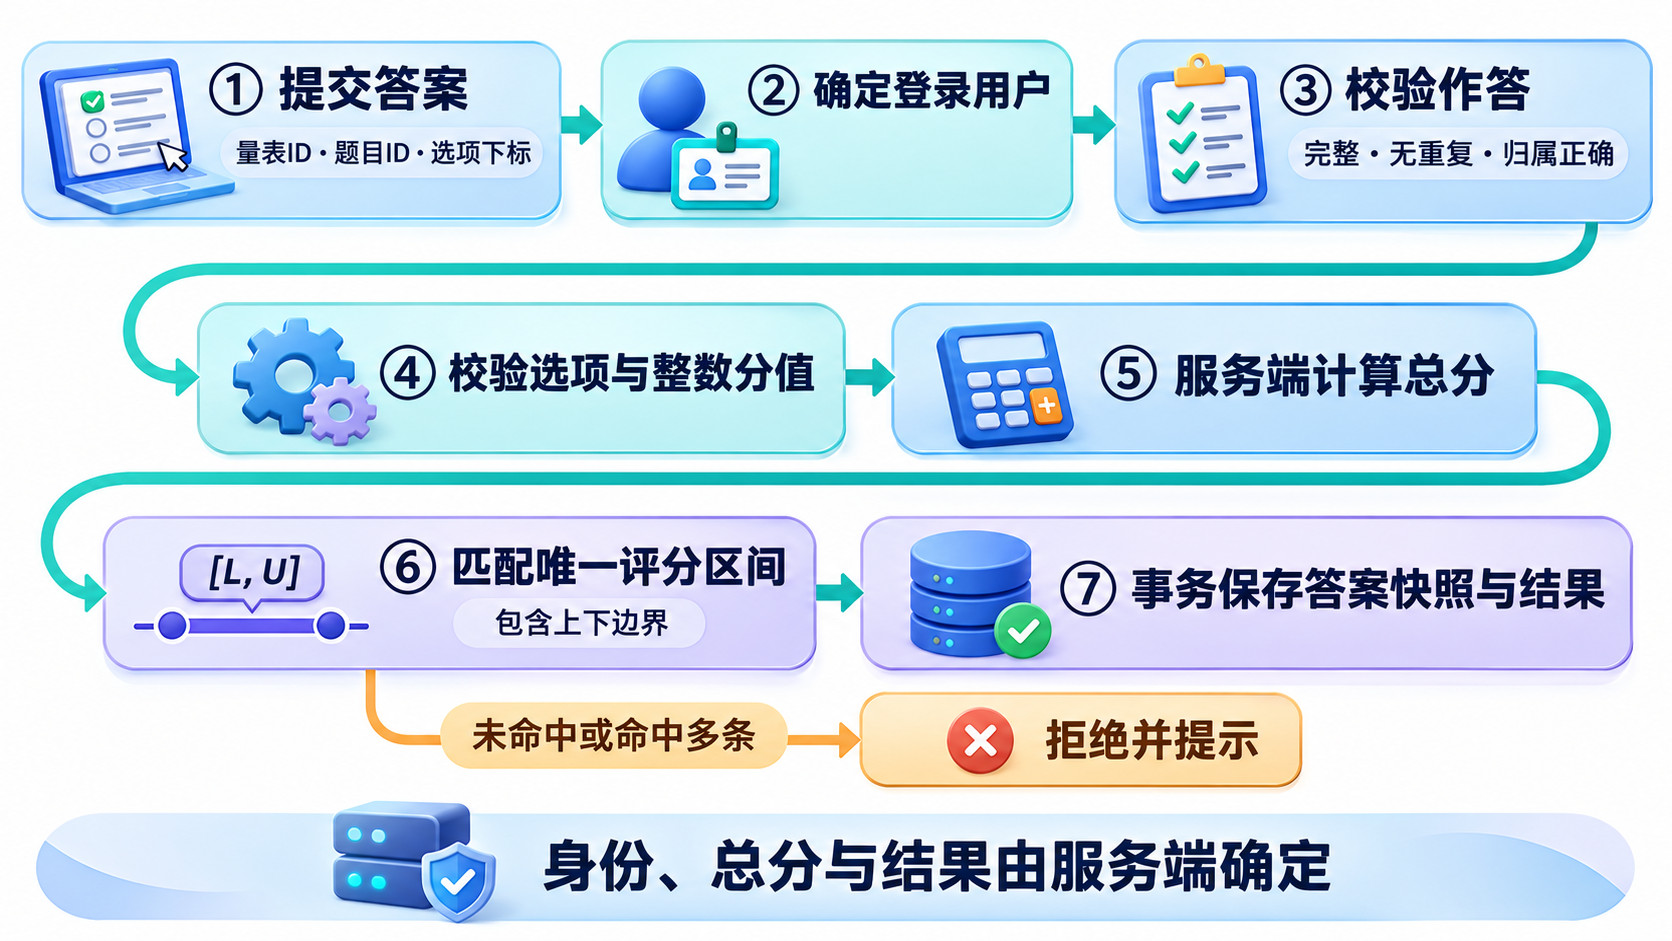 ① 提交答案
量表ID · 题目ID · 选项下标
② 确定登录用户
③ 校验作答
完整 · 无重复 · 归属正确
④ 校验选项与整数分值
⑤ 服务端计算总分
[L, U]
⑥ 匹配唯一评分区间
包含上下边界
⑦ 事务保存答案快照与结果
未命中或命中多条
拒绝并提示
身份、总分与结果由服务端确定